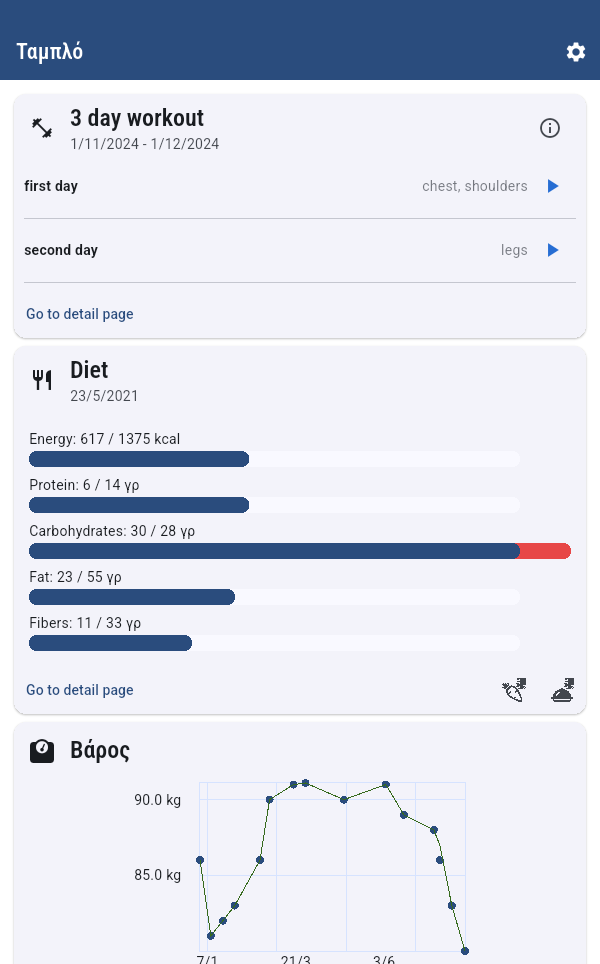 Ταμπλό
3 day workout
1/11/2024 - 1/12/2024
first day chest, shoulders
second day legs
Go to detail page
Diet
23/5/2021
Energy: 617 / 1375 kcal
Protein: 6 / 14 γρ
Carbohydrates: 30 / 28 γρ
Fat: 23 / 55 γρ
Fibers: 11 / 33 γρ
Go to detail page
Βάρος
90.0 kg
85.0 kg
7/1 21/3 3/6